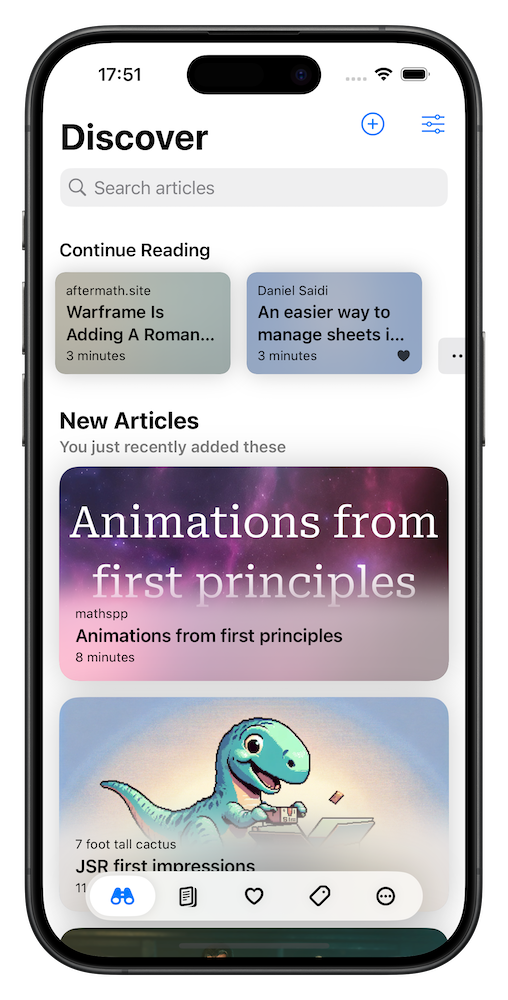 17:51
Discover
Search articles
Continue Reading
aftermath.site
Warframe Is
Adding A Roman...
3 minutes
Daniel Saidi
An easier way to
manage sheets i...
3 minutes
New Articles
You just recently added these
Animations from
first principles
mathspp
Animations from first principles
8 minutes
7 foot tall cactus
JSR first impressions
11